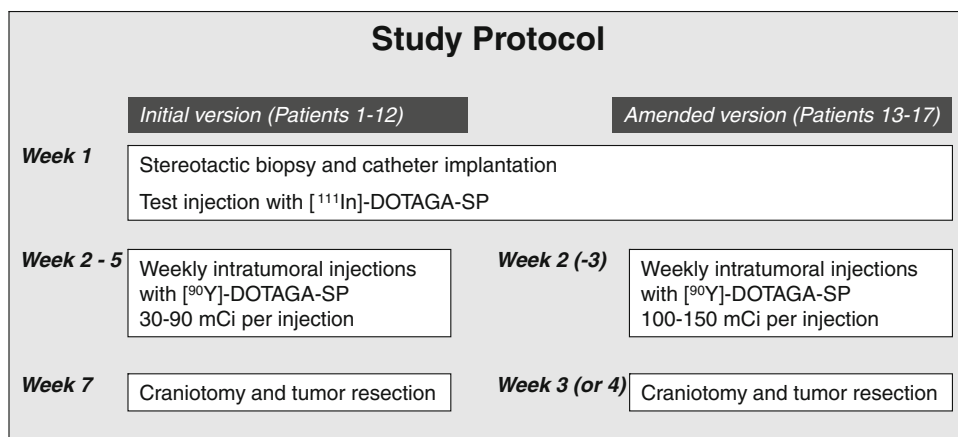 Study Protocol
Initial version (Patients 1-12)
Amended version (Patients 13-17)
Week 1
Stereotactic biopsy and catheter implantation
Test injection with [¹¹¹In]-DOTAGA-SP
Week 2 - 5
Weekly intratumoral injections
with [⁹⁰Y]-DOTAGA-SP
30-90 mCi per injection
Week 2 (-3)
Weekly intratumoral injections
with [⁹⁰Y]-DOTAGA-SP
100-150 mCi per injection
Week 7
Craniotomy and tumor resection
Week 3 (or 4)
Craniotomy and tumor resection